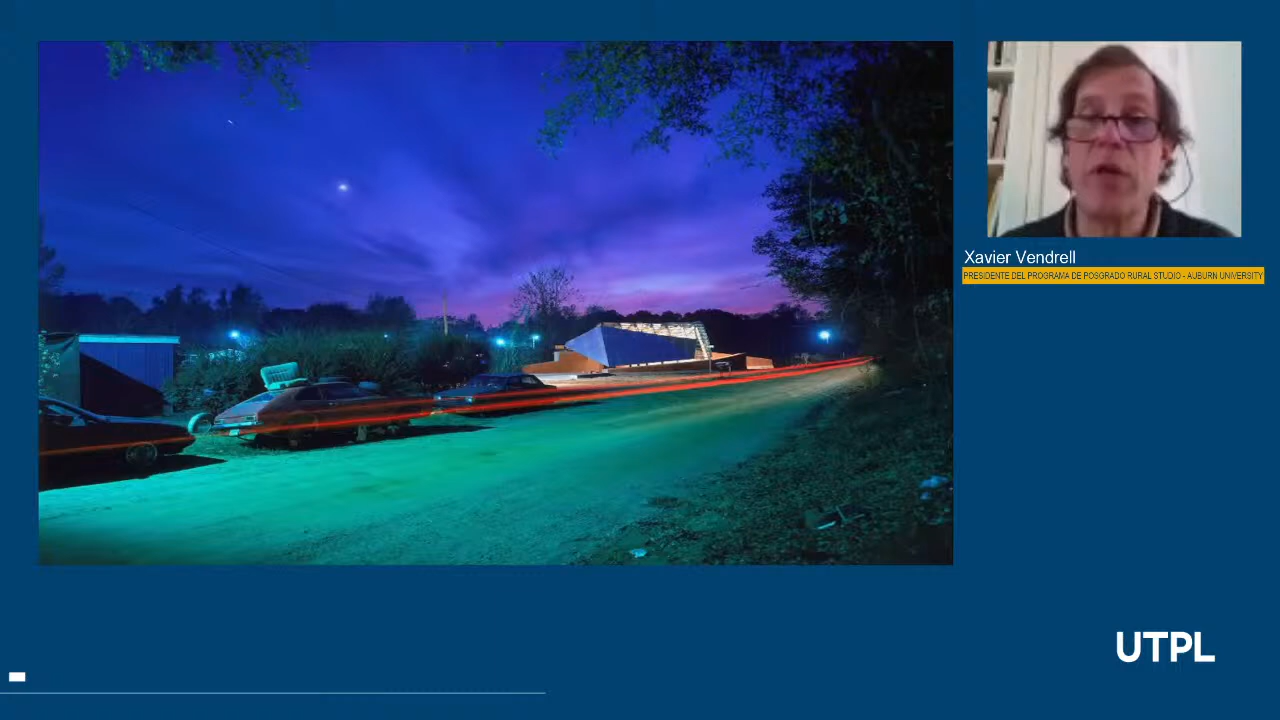 Xavier Vendrell
PRESIDENTE DEL PROGRAMA DE POSGRADO RURAL STUDIO - AUBURN UNIVERSITY
UTPL